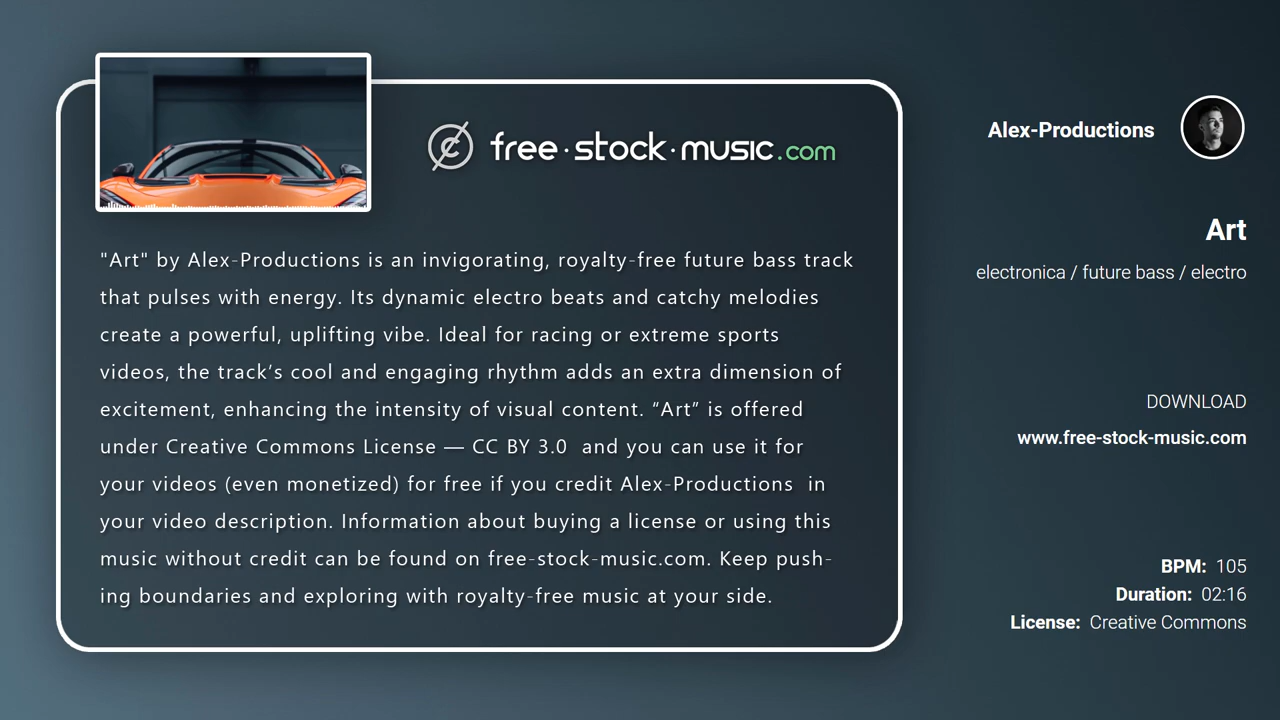 free·stock·music.com
"Art" by Alex-Productions is an invigorating, royalty-free future bass track
that pulses with energy. Its dynamic electro beats and catchy melodies
create a powerful, uplifting vibe. Ideal for racing or extreme sports
videos, the track’s cool and engaging rhythm adds an extra dimension of
excitement, enhancing the intensity of visual content. “Art” is offered
under Creative Commons License — CC BY 3.0  and you can use it for
your videos (even monetized) for free if you credit Alex-Productions  in
your video description. Information about buying a license or using this
music without credit can be found on free-stock-music.com. Keep push-
ing boundaries and exploring with royalty-free music at your side.
Alex-Productions
Art
electronica / future bass / electro
DOWNLOAD
www.free-stock-music.com
BPM: 105
Duration: 02:16
License: Creative Commons